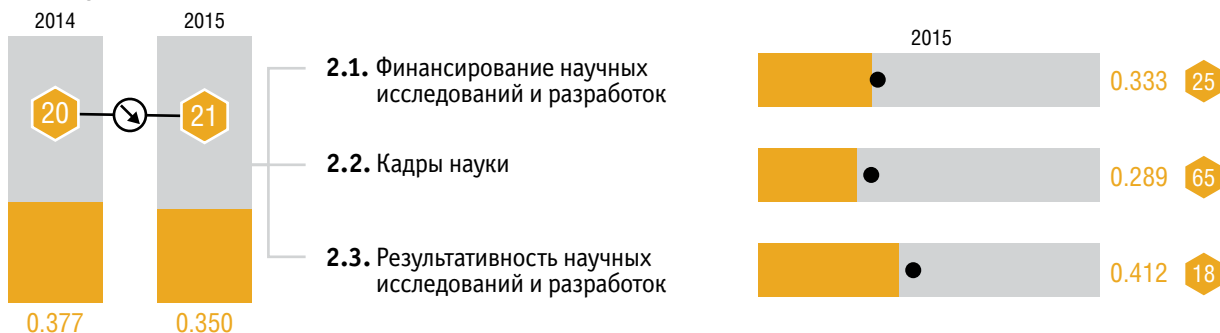 2014
2015
20
21
0.377
0.350
2.1. Финансирование научных
исследований и разработок
2.2. Кадры науки
2.3. Результативность научных
исследований и разработок
2015
0.333
25
0.289
65
0.412
18